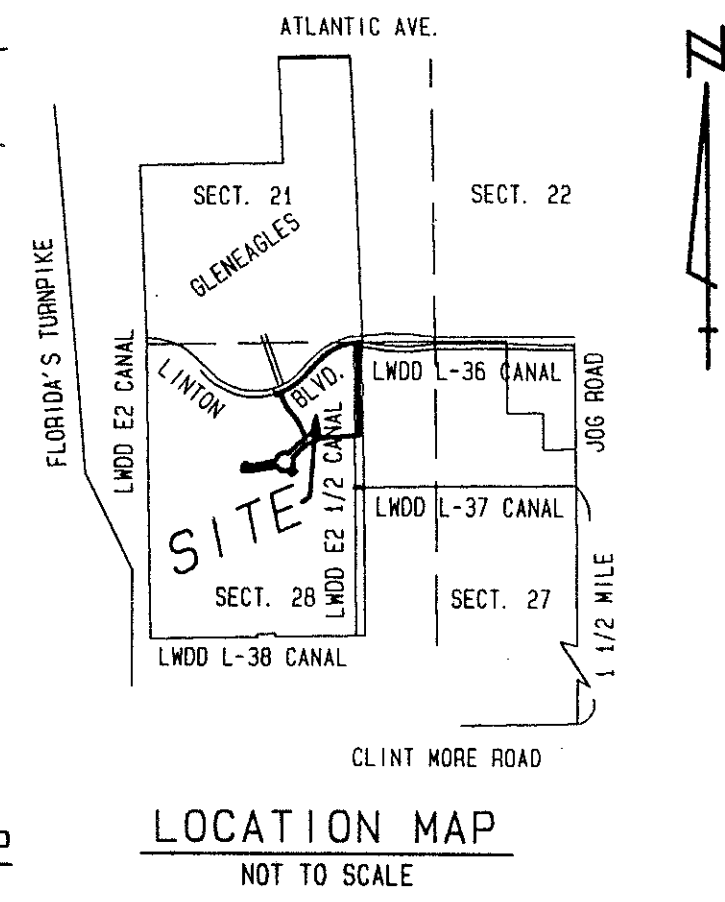 ATLANTIC AVE.
N
SECT. 21
SECT. 22
GLENEAGLES
FLORIDA'S TURNPIKE
LWDD E2 CANAL
LINTON
BLVD.
LWDD L-36 CANAL
JOG ROAD
LWDD E2 1/2 CANAL
SITE
LWDD L-37 CANAL
SECT. 28
SECT. 27
1 1/2 MILE
LWDD L-38 CANAL
CLINT MORE ROAD
LOCATION MAP
NOT TO SCALE